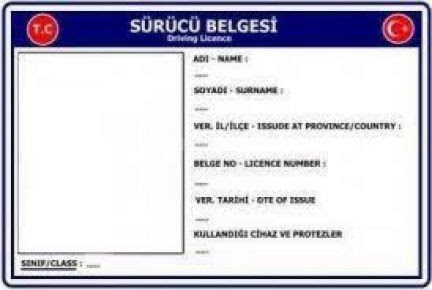 T.C
SÜRÜCÜ BELGESİ
Driving Licence
ADI - NAME :
SOYADI - SURNAME :
VER. İL/İLÇE - ISSUDE AT PROVINCE/COUNTRY :
BELGE NO - LICENCE NUMBER :
VER. TARİHİ - DTE OF ISSUE
KULLANDIĞI CİHAZ VE PROTEZLER
SINIF/CLASS :